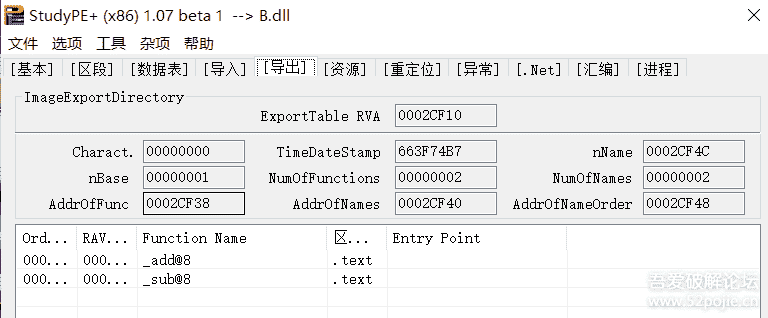 StudyPE+ (x86) 1.07 beta 1 --> B.dll
文件 选项 工具 杂项 帮助
[基本] [区段] [数据表] [导入] [导出] [资源] [重定位] [异常] [.Net] [汇编] [进程]
ImageExportDirectory
ExportTable RVA 0002CF10
Charact. 00000000 TimeDateStamp 663F74B7 nName 0002CF4C
nBase 00000001 NumOfFunctions 00000002 NumOfNames 00000002
AddrOfFunc 0002CF38 AddrOfNames 0002CF40 AddrOfNameOrder 0002CF48
Ord... RAV... Function Name 区... Entry Point
000... 000... _add@8 .text
000... 000... _sub@8 .text
吾爱破解论坛
www.52pojie.cn